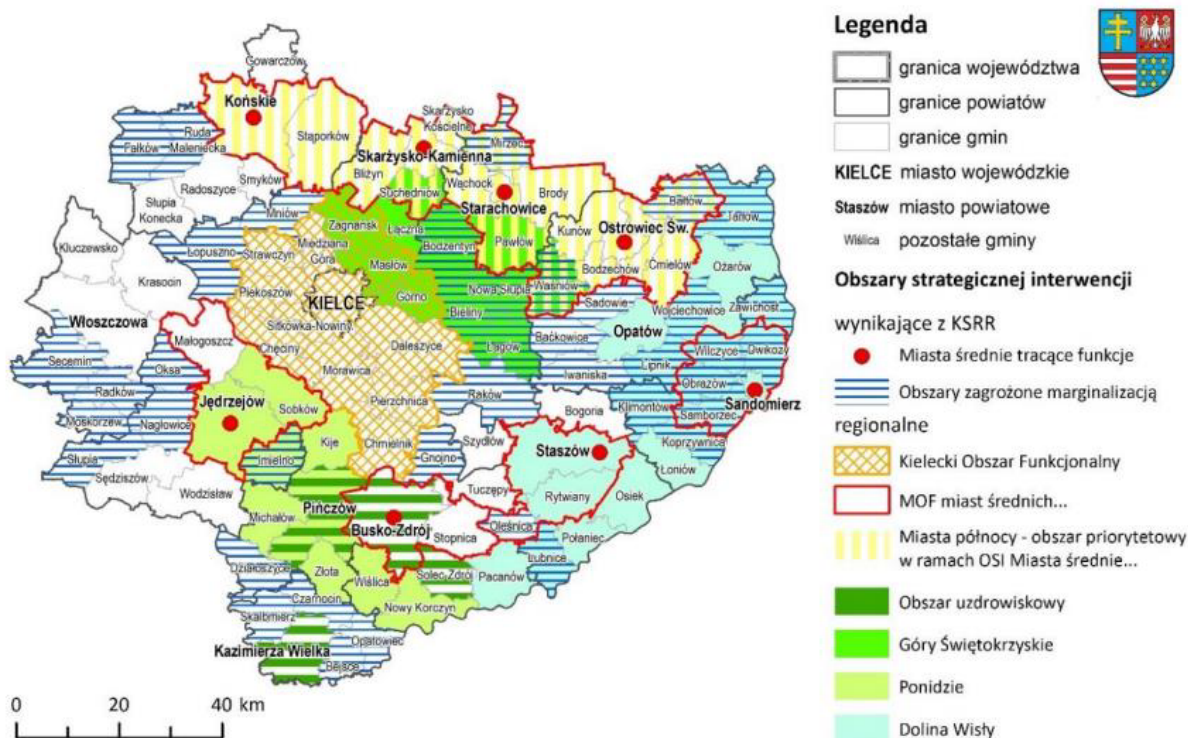 Gowarczów
Końskie
Stąporków
Ruda
Maleniecka
Fałków
Skarżysko
Kościelne
Mirzec
Skarżysko-Kamienna
Bliżyn
Suchedniów
Wąchock
Brody
Starachowice
Smyków
Radoszyce
Słupia
Konecka
Mniów
Zagnańsk
Łączna
Bodzentyn
Pawłów
Kunów
Ostrowiec Św.
Bałtów
Tarłów
Ćmielów
Bodzechów
Ożarów
Kluczewsko
Łopuszno
Strawczyn
Miedziana
Góra
Masłów
Krasocin
Piekoszów
KIELCE
Górno
Nowa Słupia
Waśniów
Sadowie
Wojciechowice
Zawichost
Bieliny
Baćkowice
Opatów
Włoszczowa
Małogoszcz
Sitkówka-Nowiny
Chęciny
Daleszyce
Łagów
Wilczyce
Dwikozy
Lipnik
Iwaniska
Obrazów
Secemin
Oksa
Morawica
Radków
Jędrzejów
Sobków
Pierzchnica
Raków
Bogoria
Klimontów
Sandomierz
Samborzec
Moskorzew
Nagłowice
Kije
Chmielnik
Szydłów
Staszów
Koprzywnica
Słupia
Imielno
Gnojno
Łoniów
Sędziszów
Wodzisław
Tuczępy
Rytwiany
Osiek
Michałów
Pińczów
Busko-Zdrój
Stopnica
Oleśnica
Połaniec
Łubnice
Działoszyce
Złota
Wiślica
Solec Zdrój
Pacanów
Czarnocin
Nowy Korczyn
Skalbmierz
Opatowiec
Kazimierza Wielka
Bejsce
0 20 40 km
Legenda
granica województwa
granice powiatów
granice gmin
KIELCE miasto wojewódzkie
Staszów miasto powiatowe
Wiślica pozostałe gminy
Obszary strategicznej interwencji
wynikające z KSRR
Miasta średnie tracące funkcje
Obszary zagrożone marginalizacją
regionalne
Kielecki Obszar Funkcjonalny
MOF miast średnich...
Miasta północy - obszar priorytetowy
w ramach OSI Miasta średnie...
Obszar uzdrowiskowy
Góry Świętokrzyskie
Ponidzie
Dolina Wisły